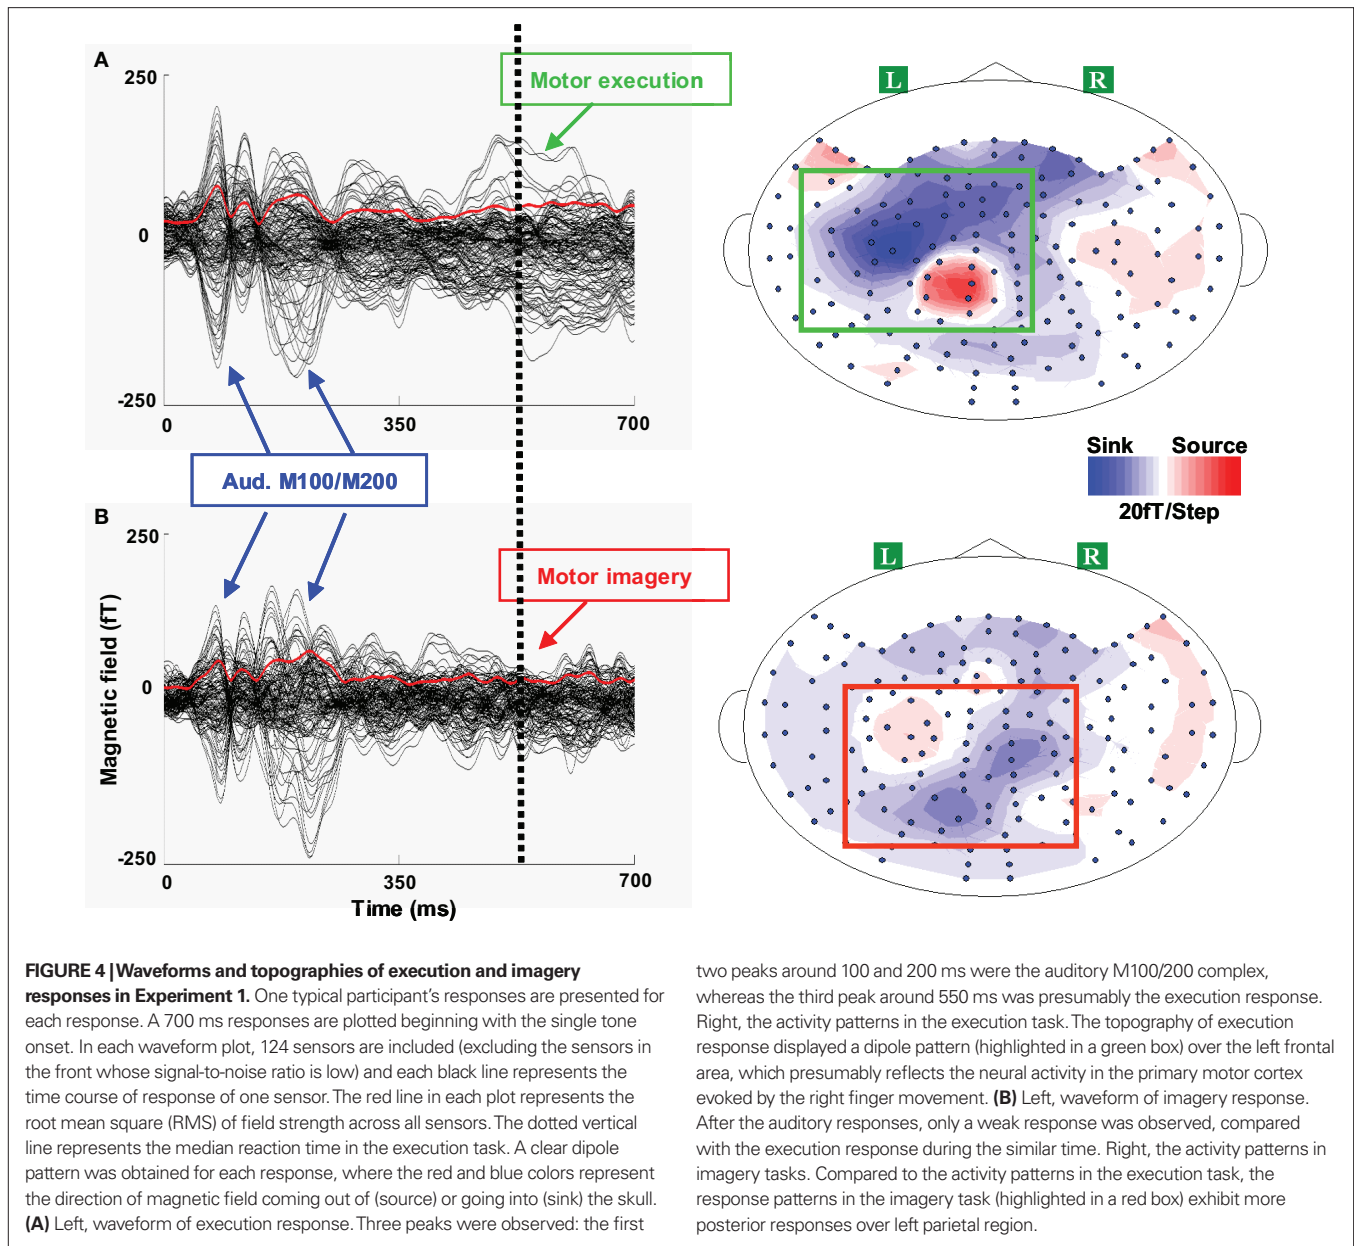 A
250
Motor execution
0
-250
0
350
700
L
R
Aud. M100/M200
Sink
Source
20fT/Step
B
250
Motor imagery
Magnetic field (fT)
0
-250
0
350
700
Time (ms)
L
R
FIGURE 4 | Waveforms and topographies of execution and imagery
responses in Experiment 1. One typical participant's responses are presented for
each response. A 700 ms responses are plotted beginning with the single tone
onset. In each waveform plot, 124 sensors are included (excluding the sensors in
the front whose signal-to-noise ratio is low) and each black line represents the
time course of response of one sensor. The red line in each plot represents the
root mean square (RMS) of field strength across all sensors. The dotted vertical
line represents the median reaction time in the execution task. A clear dipole
pattern was obtained for each response, where the red and blue colors represent
the direction of magnetic field coming out of (source) or going into (sink) the skull.
(A) Left, waveform of execution response. Three peaks were observed: the first
two peaks around 100 and 200 ms were the auditory M100/200 complex,
whereas the third peak around 550 ms was presumably the execution response.
Right, the activity patterns in the execution task. The topography of execution
response displayed a dipole pattern (highlighted in a green box) over the left frontal
area, which presumably reflects the neural activity in the primary motor cortex
evoked by the right finger movement. (B) Left, waveform of imagery response.
After the auditory responses, only a weak response was observed, compared
with the execution response during the similar time. Right, the activity patterns in
imagery tasks. Compared to the activity patterns in the execution task, the
response patterns in the imagery task (highlighted in a red box) exhibit more
posterior responses over left parietal region.